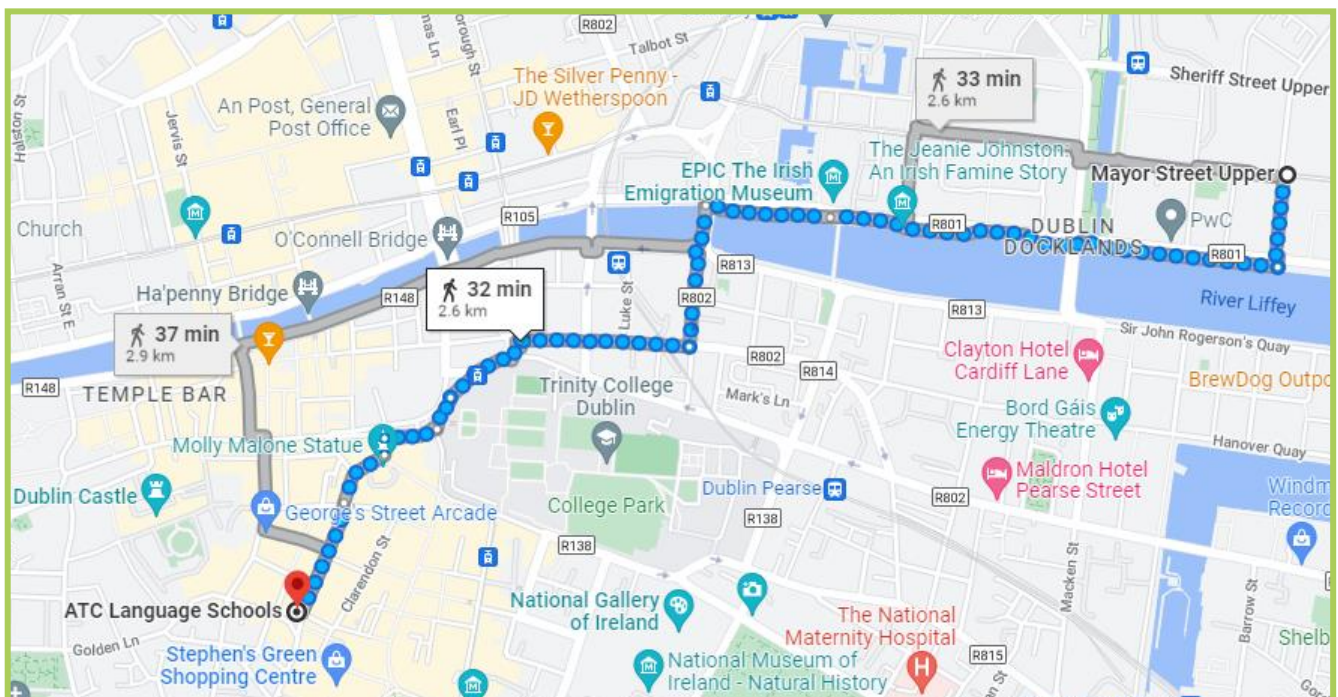 R802
Talbot St
Sheriff Street Upper
33 min
2.6 km
The Silver Penny -
JD Wetherspoon
An Post, General
Post Office
Halston St
Jervis St
Earl Pl
The Jeanie Johnston:
An Irish Famine Story
EPIC The Irish
Emigration Museum
Mayor Street Upper
PwC
Church
R105
O'Connell Bridge
R801
DUBLIN
DOCKLANDS
R801
Arran St E
Ha'penny Bridge
R148
32 min
2.6 km
Luke St
R813
R802
River Liffey
R813
Sir John Rogerson's Quay
37 min
2.9 km
R148
TEMPLE BAR
R802
R814
Clayton Hotel
Cardiff Lane
BrewDog Outpo
Trinity College
Dublin
Mark's Ln
Bord Gáis
Energy Theatre
Hanover Quay
Molly Malone Statue
Maldron Hotel
Pearse Street
Dublin Castle
George's Street Arcade
College Park
Dublin Pearse
R802
Windm
Record
R138
R138
Clarendon St
ATC Language Schools
Golden Ln
Macken St
Barrow St
National Gallery
of Ireland
The National
Maternity Hospital
Shelb
Stephen's Green
Shopping Centre
National Museum of
Ireland - Natural History
R815